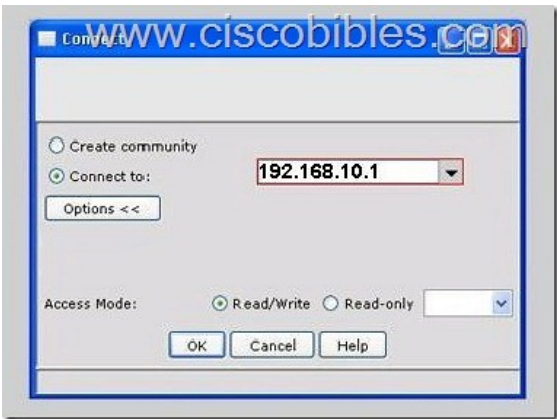 Connect
www.ciscobibles.com
Create community
Connect to:
192.168.10.1
Options <<
Access Mode:
Read/Write
Read-only
OK
Cancel
Help